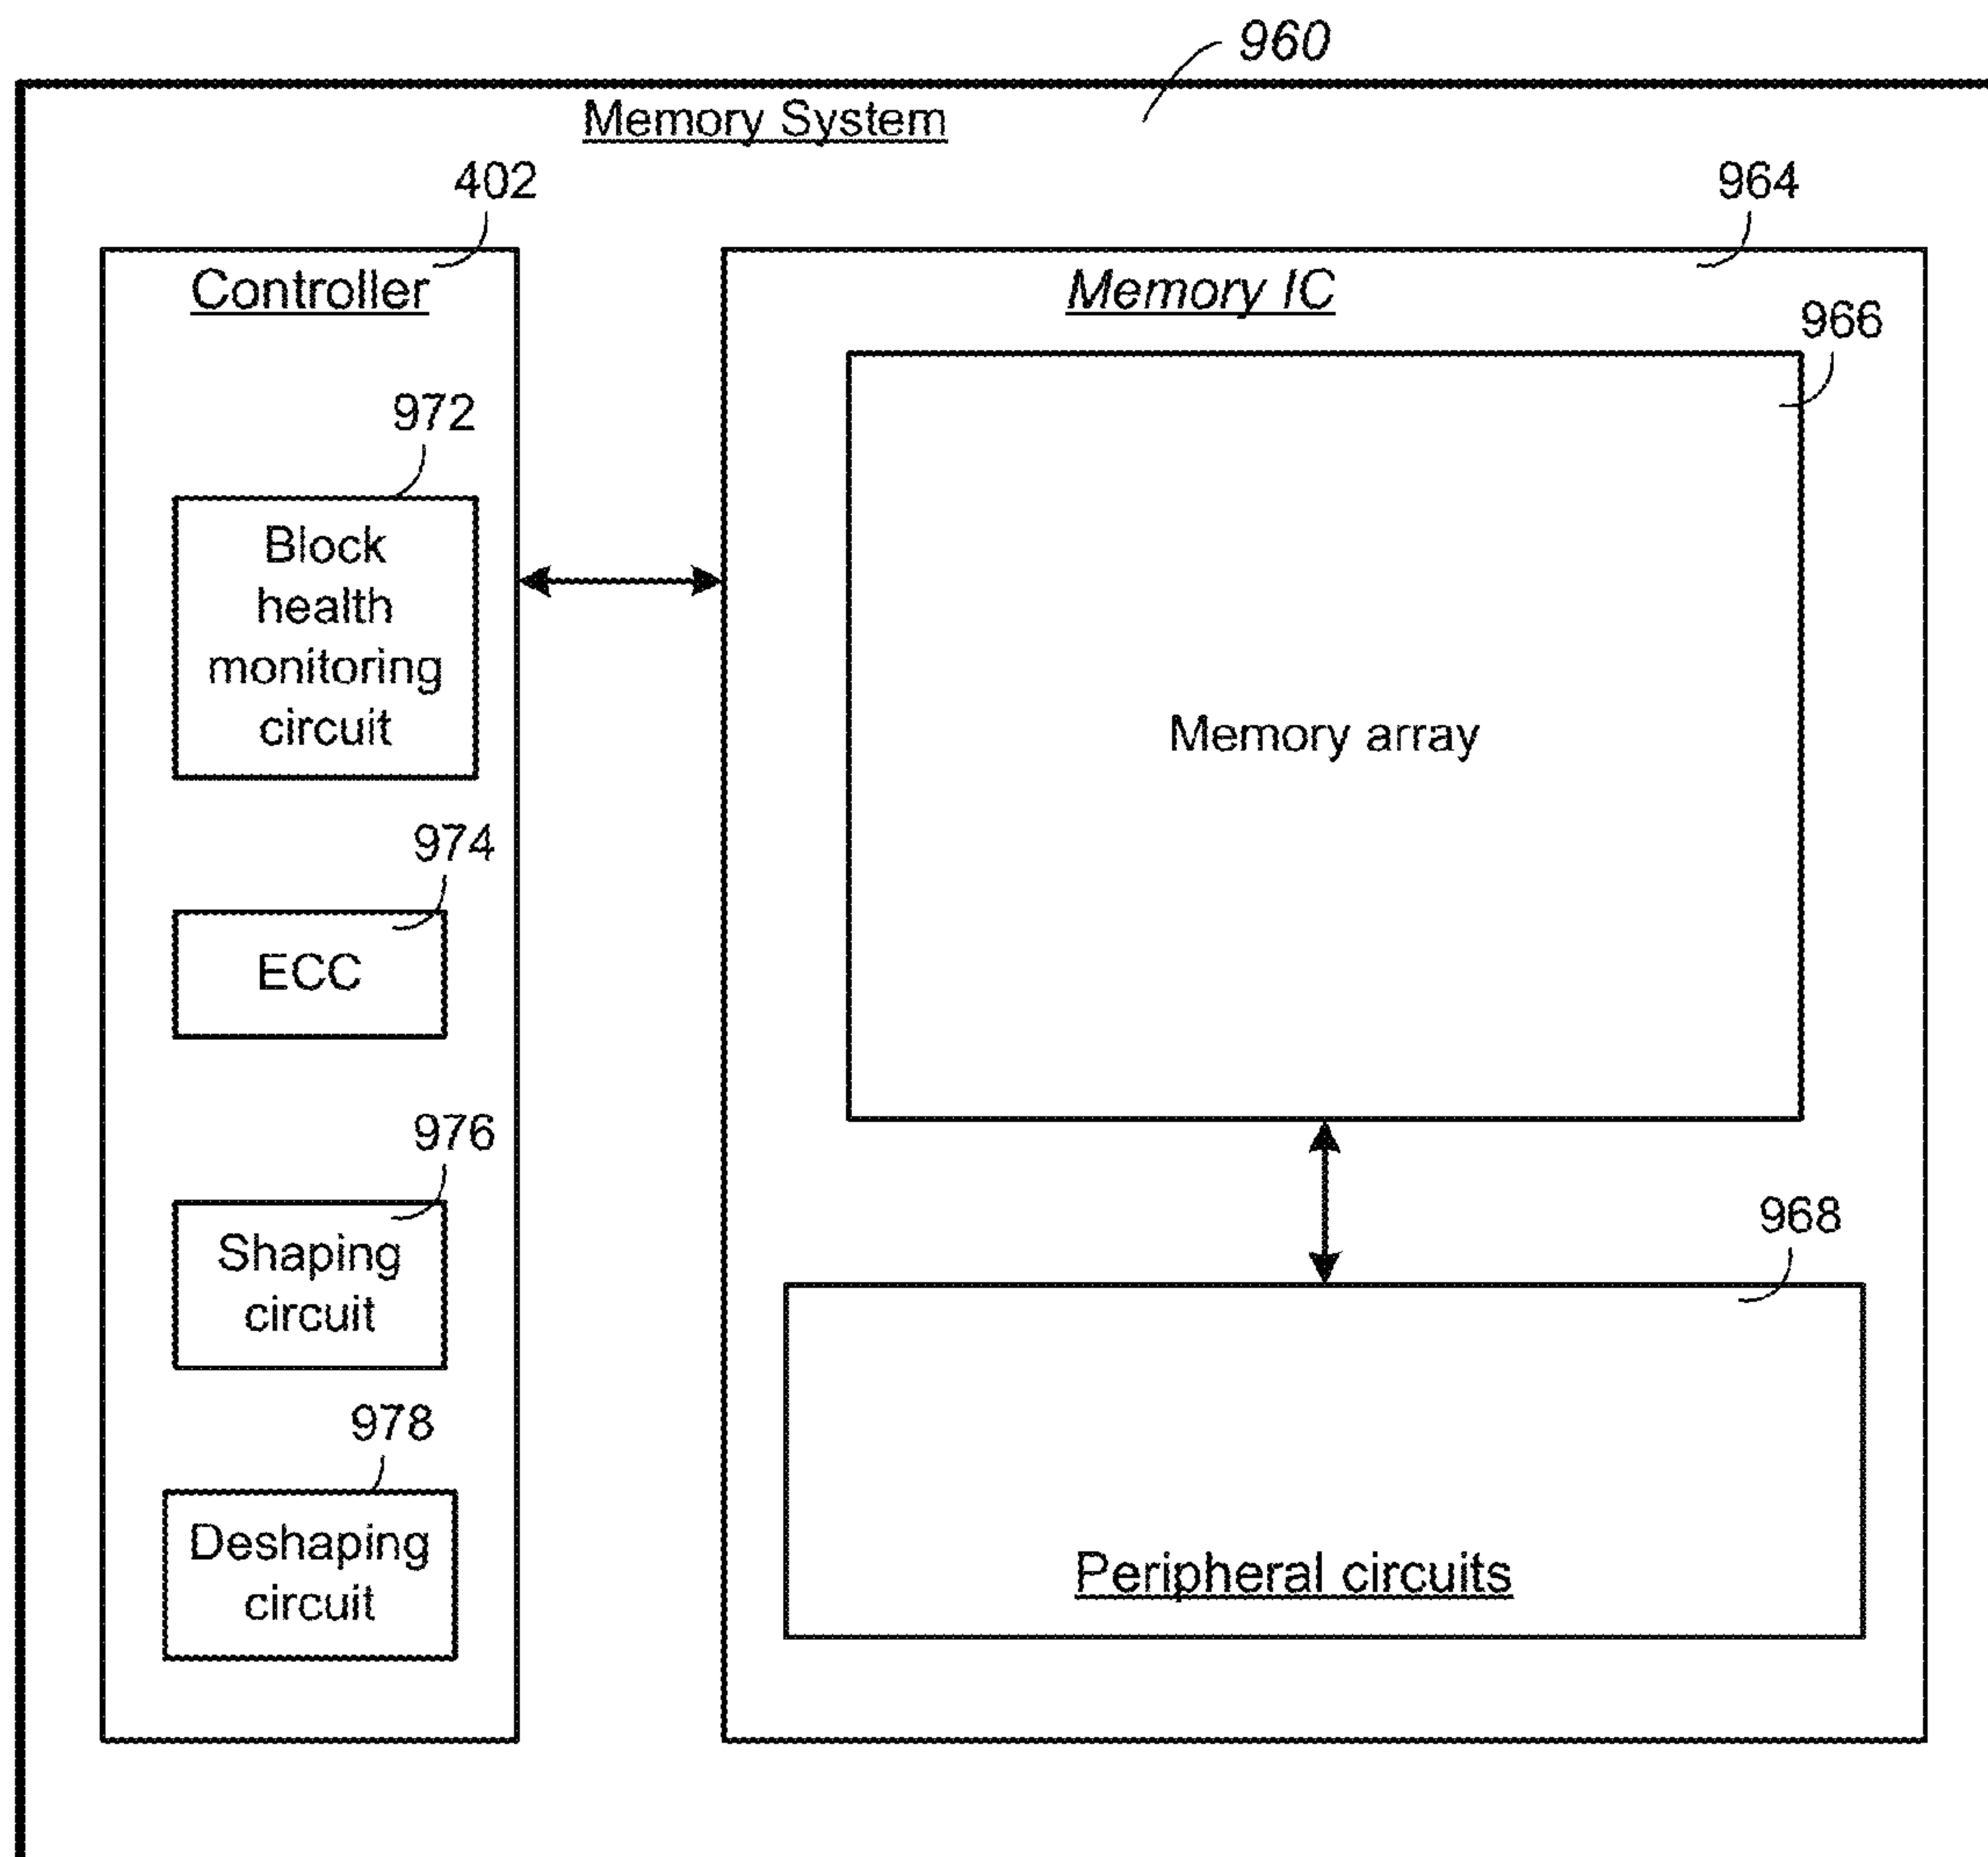 960
Memory System
402
Controller
972
Block
health
monitoring
circuit
974
ECC
976
Shaping
circuit
978
Deshaping
circuit
964
Memory IC
966
Memory array
968
Peripheral circuits